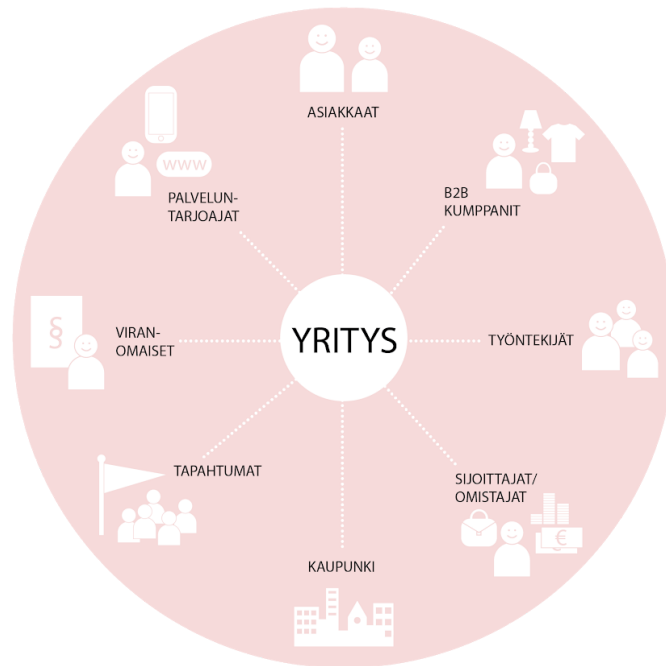 ASIAKKAAT
WWW
PALVELUN-
TARJOAJAT
B2B
KUMPPANIT
§
VIRAN-
OMAISET
YRITYS
TYÖNTEKIJÄT
TAPAHTUMAT
SIJOITTAJAT/
OMISTAJAT
€
KAUPUNKI